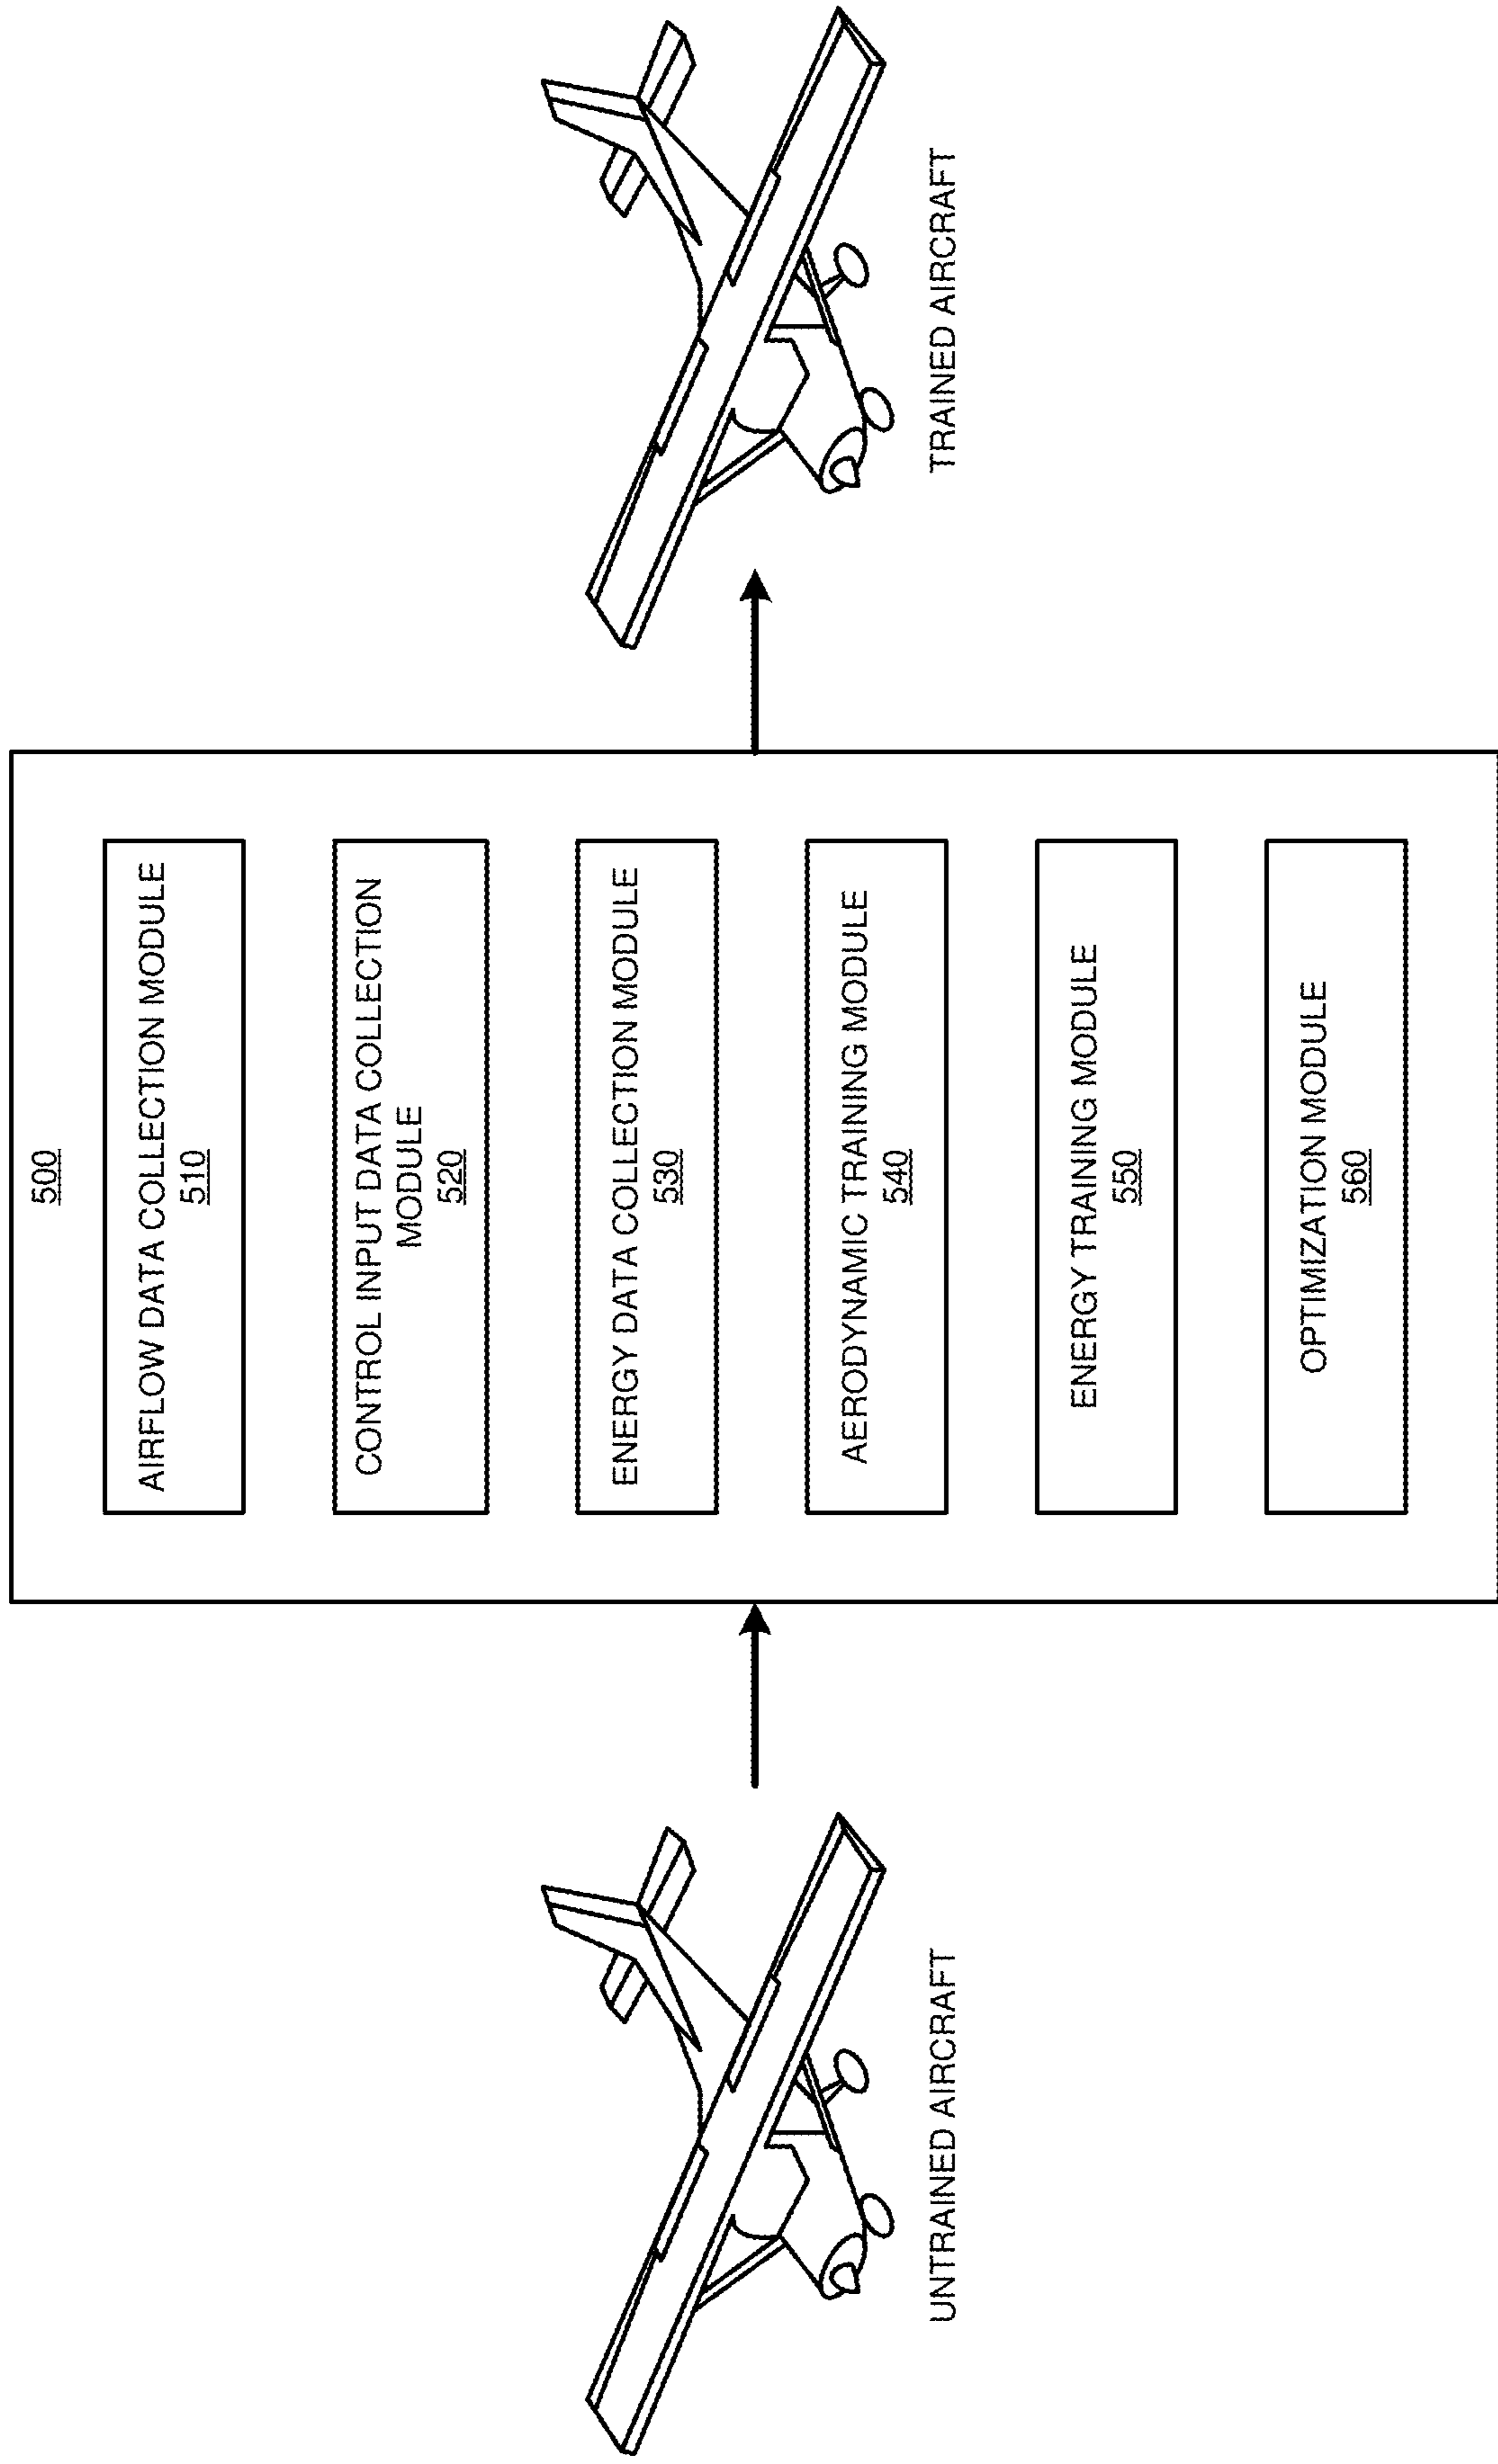 500
AIRFLOW DATA COLLECTION MODULE
510
CONTROL INPUT DATA COLLECTION
MODULE
520
ENERGY DATA COLLECTION MODULE
530
AERODYNAMIC TRAINING MODULE
540
ENERGY TRAINING MODULE
550
OPTIMIZATION MODULE
560
UNTRAINED AIRCRAFT
TRAINED AIRCRAFT